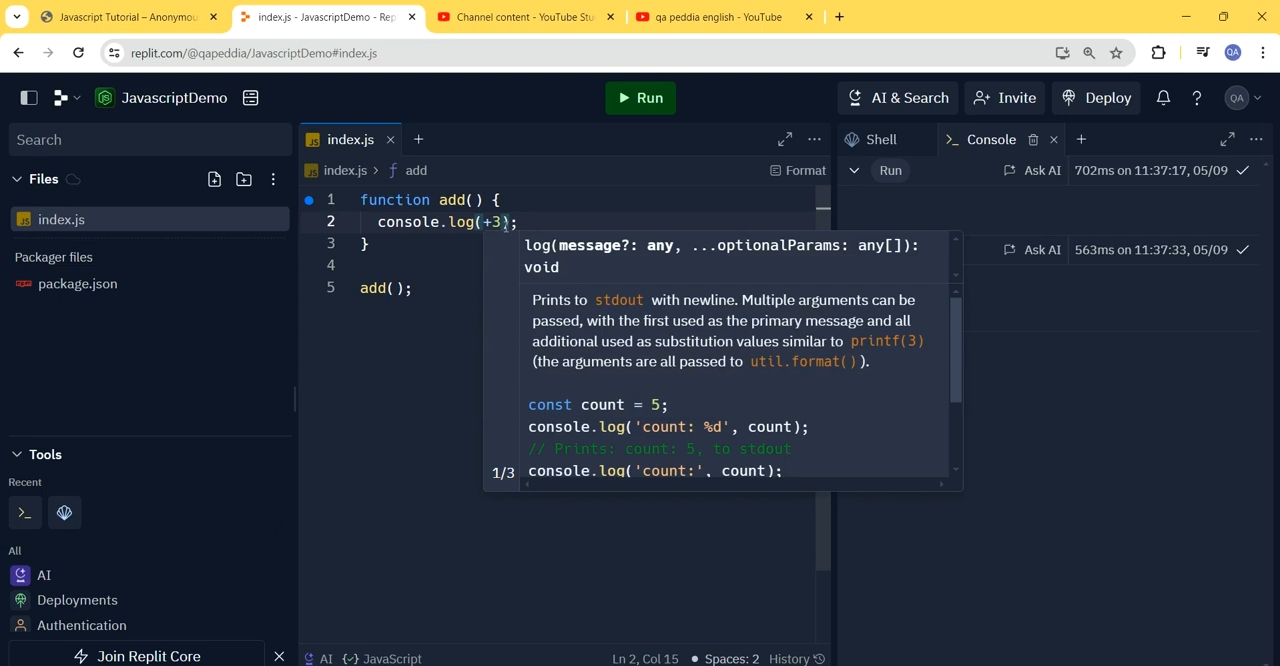 Javascript Tutorial – Anonymou
index.js - JavascriptDemo - Rep
Channel content - YouTube Stu
qa peddia english - YouTube
replit.com/@qapeddia/JavascriptDemo#index.js
QA
JavascriptDemo
Run
AI & Search
Invite
Deploy
QA
Search
Files
index.js
Packager files
package.json
Tools
Recent
All
AI
Deployments
Authentication
Join Replit Core
JS index.js
JS index.js > f add
Format
1 function add() {
2 console.log(+3);
3 }
4
5 add();
log(message?: any, ...optionalParams: any[]):
void
Prints to stdout with newline. Multiple arguments can be
passed, with the first used as the primary message and all
additional used as substitution values similar to printf(3)
(the arguments are all passed to util.format()).
const count = 5;
console.log('count: %d', count);
// Prints: count: 5, to stdout
console.log('count:', count);
1/3
AI {✓} JavaScript
Ln 2, Col 15 • Spaces: 2 History
Shell
Console
Run
Ask AI
702ms on 11:37:17, 05/09
Ask AI
563ms on 11:37:33, 05/09